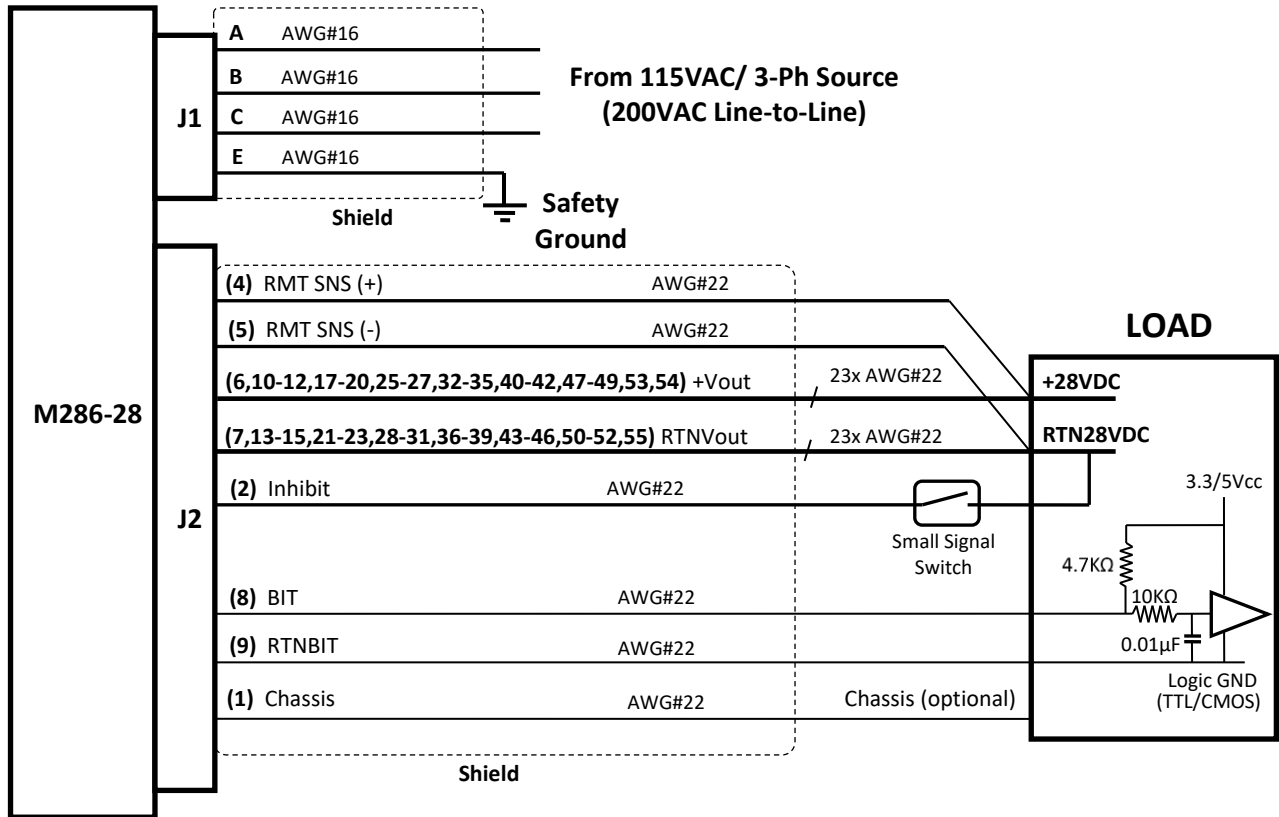 M286-28
J1
A AWG#16
B AWG#16
C AWG#16
E AWG#16
Shield
From 115VAC/ 3-Ph Source
(200VAC Line-to-Line)
Safety
Ground
J2
(4) RMT SNS (+) AWG#22
(5) RMT SNS (-) AWG#22
(6,10-12,17-20,25-27,32-35,40-42,47-49,53,54) +Vout 23x AWG#22
(7,13-15,21-23,28-31,36-39,43-46,50-52,55) RTNVout 23x AWG#22
(2) Inhibit AWG#22
Small Signal
Switch
(8) BIT AWG#22
(9) RTNBIT AWG#22
(1) Chassis AWG#22 Chassis (optional)
Shield
LOAD
+28VDC
RTN28VDC
3.3/5Vcc
4.7KΩ
10KΩ
0.01µF
Logic GND
(TTL/CMOS)